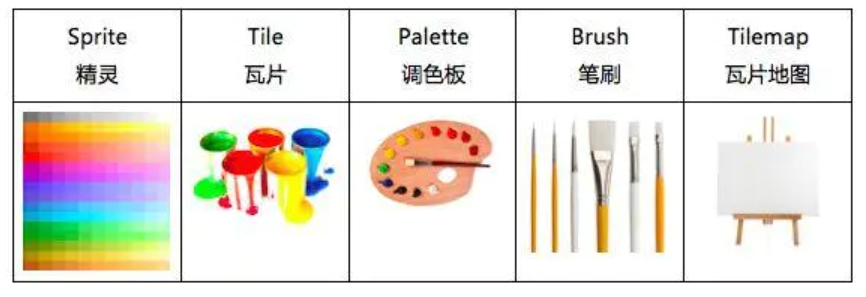 Sprite
精灵
Tile
瓦片
Palette
调色板
Brush
笔刷
Tilemap
瓦片地图